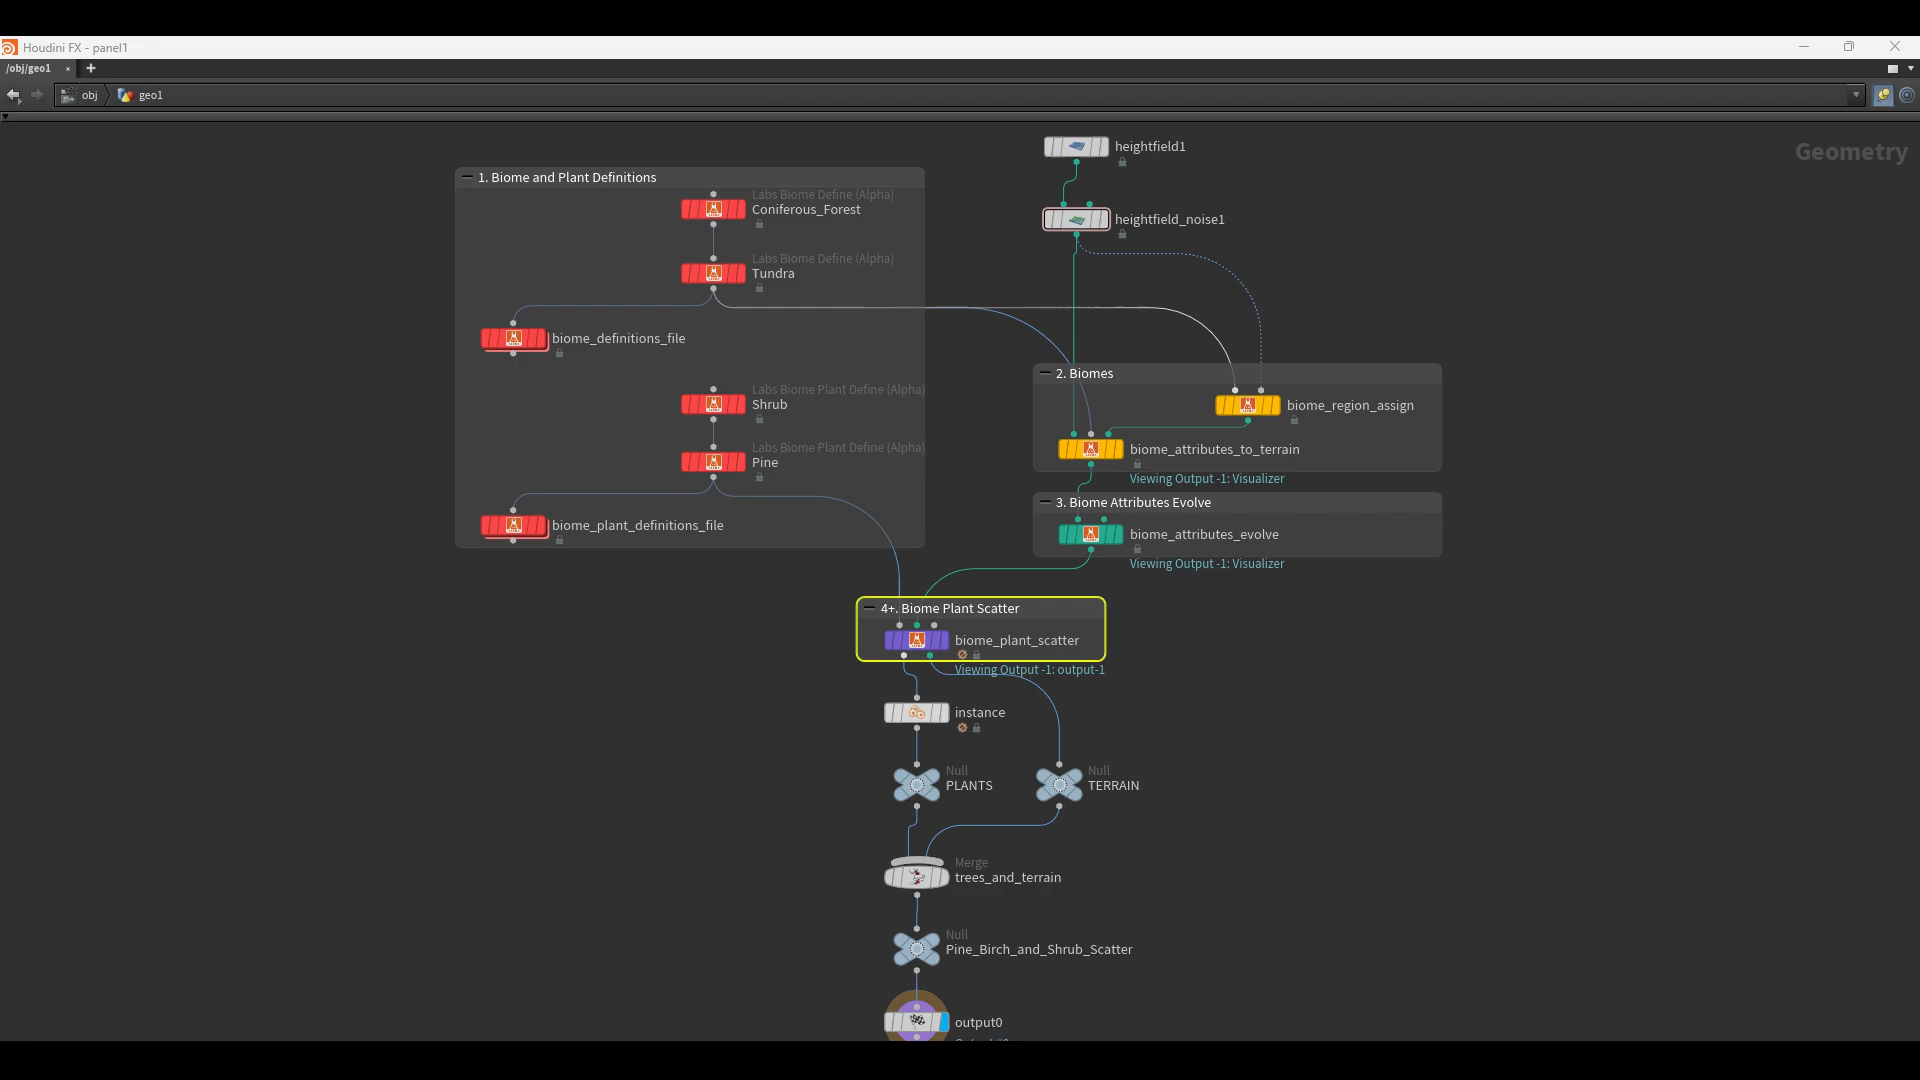 Houdini FX - panel1
/obj/geo1
obj
geo1
Geometry
heightfield1
heightfield_noise1
1. Biome and Plant Definitions
Labs Biome Define (Alpha)
Coniferous_Forest
Labs Biome Define (Alpha)
Tundra
biome_definitions_file
Labs Biome Plant Define (Alpha)
Shrub
Labs Biome Plant Define (Alpha)
Pine
biome_plant_definitions_file
2. Biomes
biome_region_assign
biome_attributes_to_terrain
Viewing Output -1: Visualizer
3. Biome Attributes Evolve
biome_attributes_evolve
Viewing Output -1: Visualizer
4+. Biome Plant Scatter
biome_plant_scatter
Viewing Output -1: output-1
instance
Null
PLANTS
Null
TERRAIN
Merge
trees_and_terrain
Null
Pine_Birch_and_Shrub_Scatter
output0